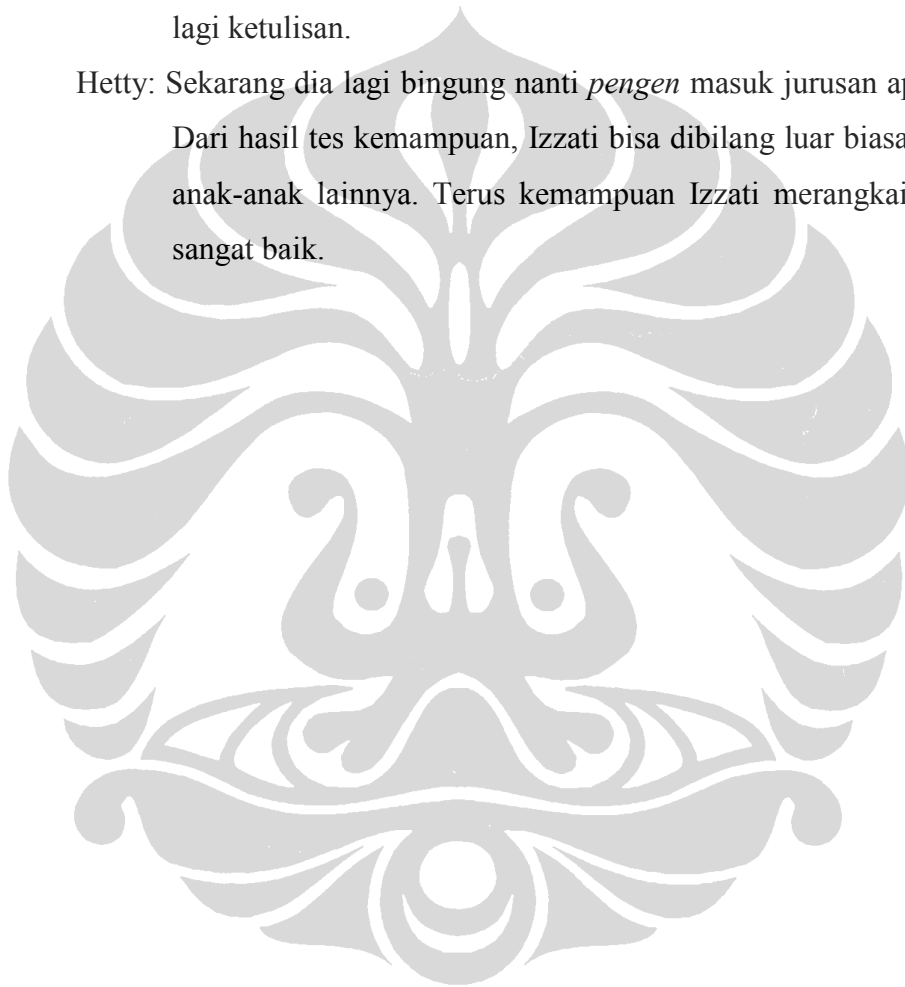 lagi ketulisan.
Hetty: Sekarang dia lagi bingung nanti pengen masuk jurusan
Dari hasil tes kemampuan, Izzati bisa dibilang luar biasa
anak-anak lainnya. Terus kemampuan Izzati merangkai
sangat baik.